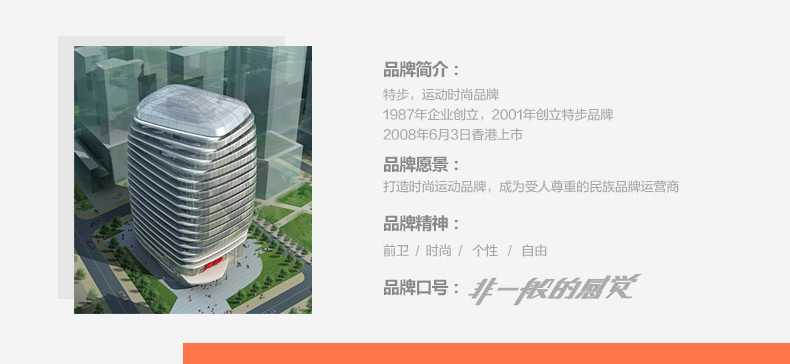 品牌简介：
特步，运动时尚品牌
1987年企业创立，2001年创立特步品牌
2008年6月3日香港上市
品牌愿景：
打造时尚运动品牌，成为受人尊重的民族品牌运营商
品牌精神：
前卫 / 时尚 / 个性 / 自由
品牌口号：非一般的感觉